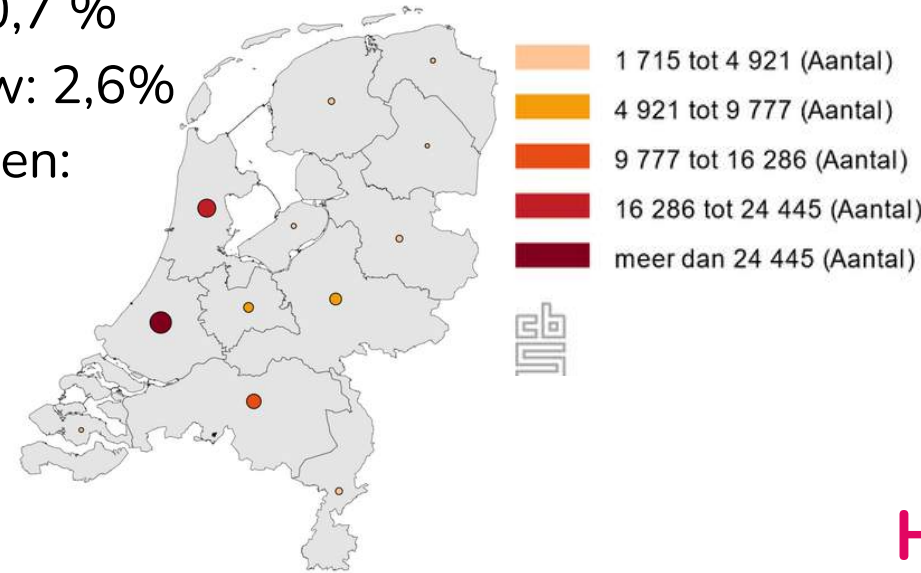 0,7 %
w: 2,6%
en:
1 715 tot 4 921 (Aantal)
4 921 tot 9 777 (Aantal)
9 777 tot 16 286 (Aantal)
16 286 tot 24 445 (Aantal)
meer dan 24 445 (Aantal)
cbs
H